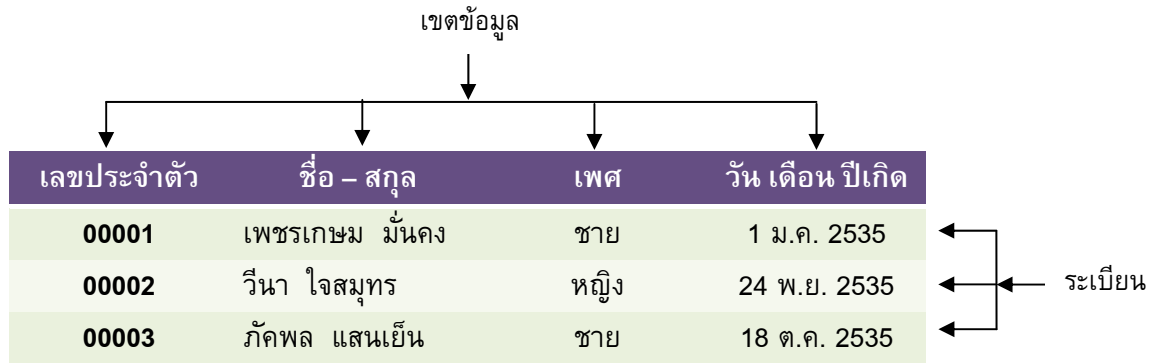 เขตข้อมูล
เลขประจำตัว ชื่อ – สกุล เพศ วัน เดือน ปีเกิด
00001 เพชรเกษม มั่นคง ชาย 1 ม.ค. 2535
00002 วีนา ใจสมุทร หญิง 24 พ.ย. 2535
ระเบียน
00003 ภัคพล แสนเย็น ชาย 18 ต.ค. 2535